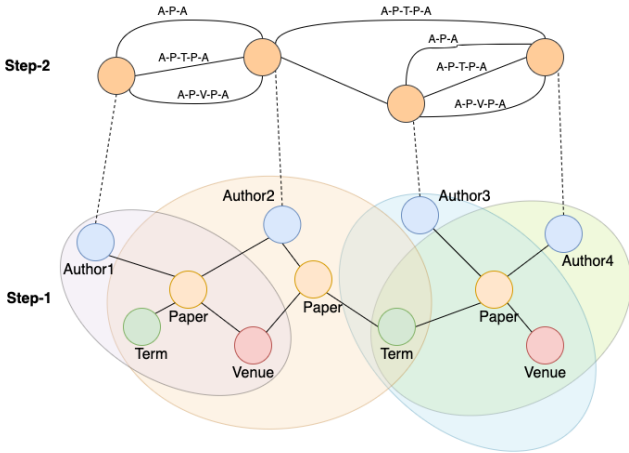 A-P-A
A-P-T-P-A
A-P-A
Step-2
A-P-T-P-A
A-P-T-P-A
A-P-V-P-A
A-P-V-P-A
Author2
Author3
Author1
Author4
Step-1
Paper
Paper
Paper
Term
Term
Venue
Venue